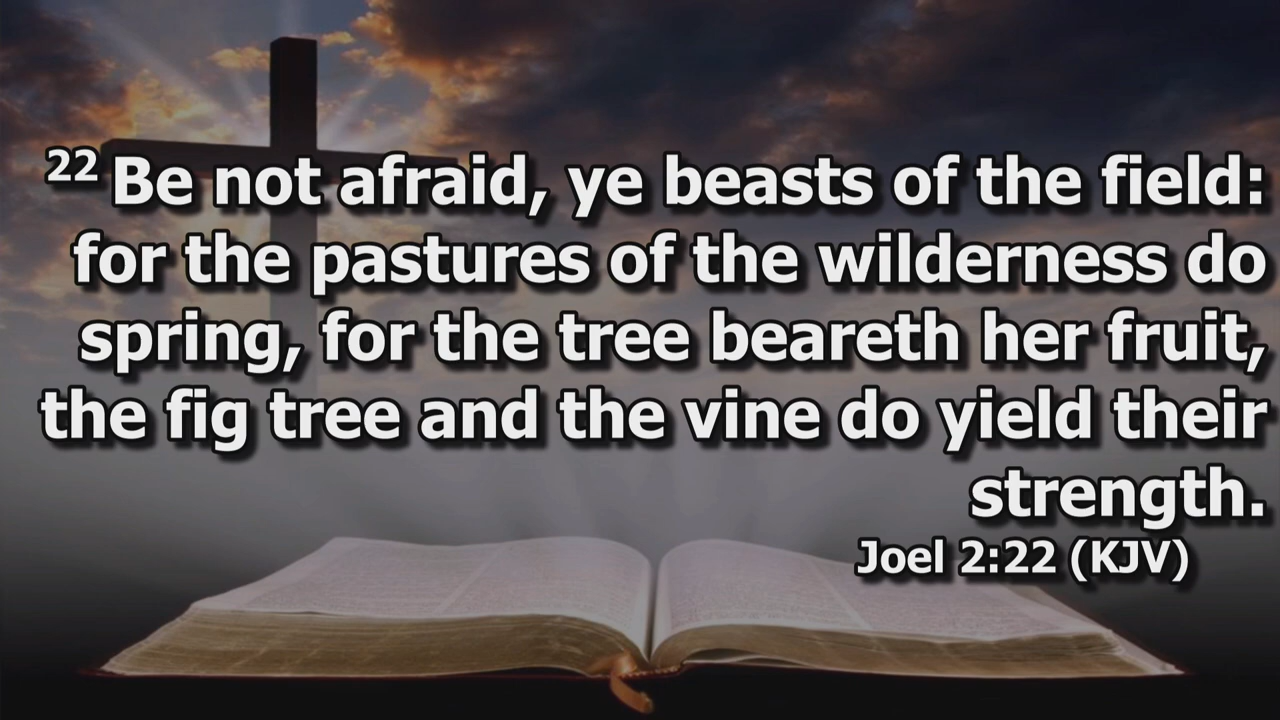 22 Be not afraid, ye beasts of the field:
for the pastures of the wilderness do
spring, for the tree beareth her fruit,
the fig tree and the vine do yield their
strength.
Joel 2:22 (KJV)